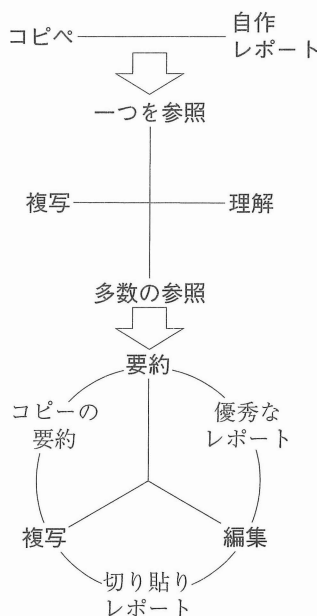 コピペ
自作
レポート
一つを参照
複写
理解
多数の参照
要約
コピーの
要約
優秀な
レポート
複写
編集
切り貼り
レポート